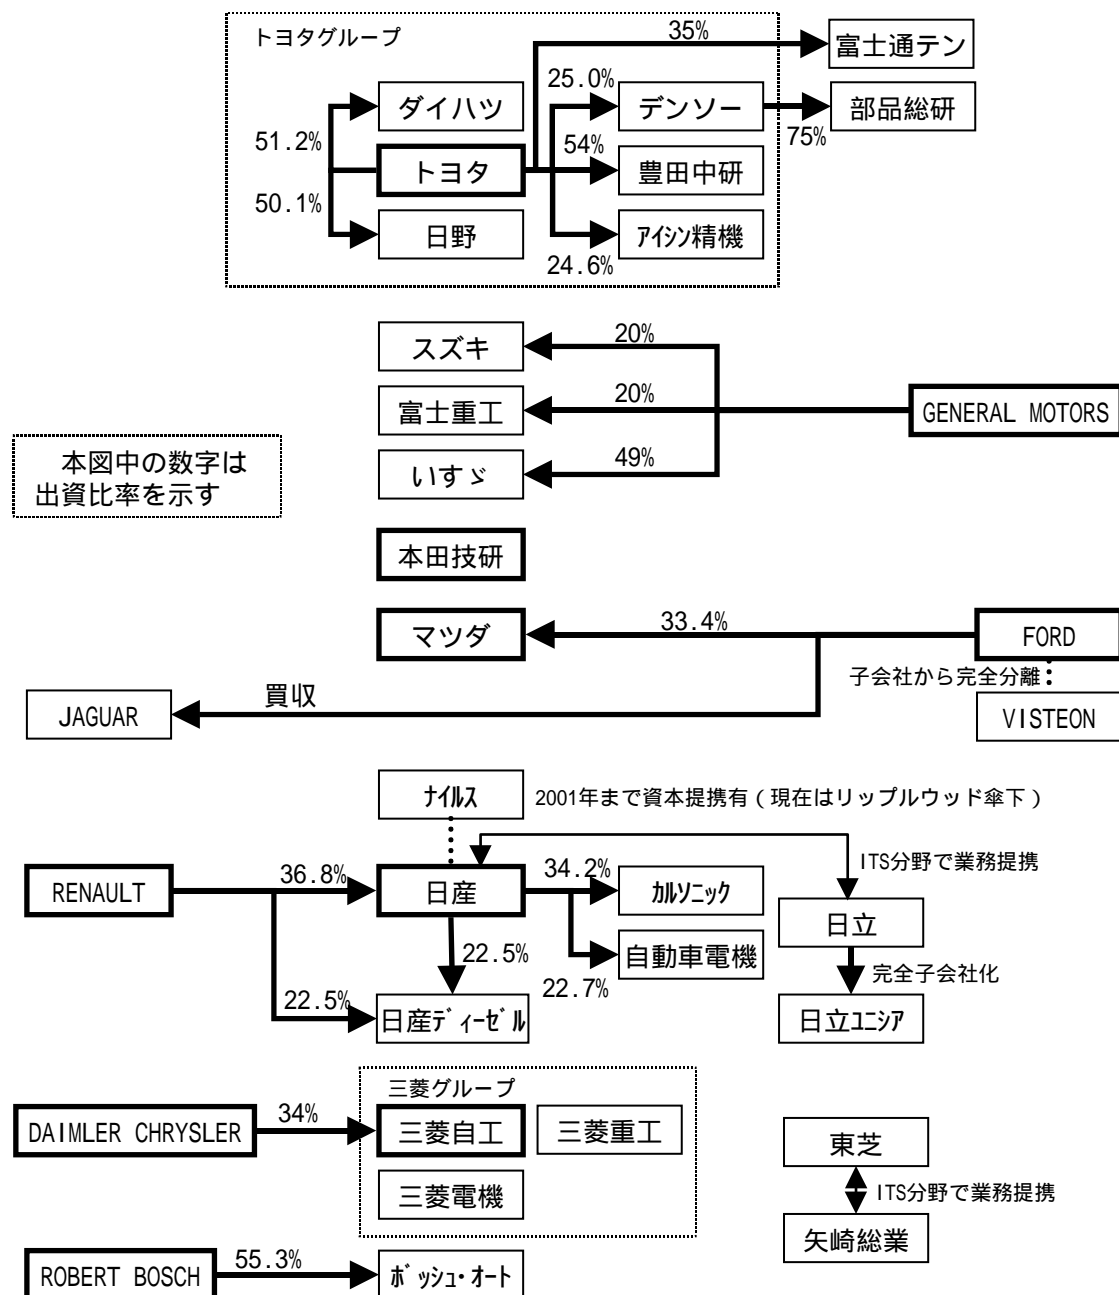 トヨタグループ
35%
富士通テン
25.0%
ダイハツ
デンソー
部品総研
51.2%
54%
75%
トヨタ
豊田中研
50.1%
日野
アイシン精機
24.6%
スズキ
20%
富士重工
20%
GENERAL MOTORS
いすゞ
49%
本図中の数字は
出資比率を示す
本田技研
マツダ
33.4%
FORD
子会社から完全分離
JAGUAR
買収
VISTEON
ナイルス
2001年まで資本提携有(現在はリップルウッド傘下)
ITS分野で業務提携
RENAULT
36.8%
日産
34.2%
カルソニック
日立
22.5%
自動車電機
22.7%
完全子会社化
22.5%
日産ディーゼル
日立ユニシア
三菱グループ
DAIMLER CHRYSLER
34%
三菱自工
三菱重工
三菱電機
東芝
ITS分野で業務提携
矢崎総業
ROBERT BOSCH
55.3%
ボッシュ・オート